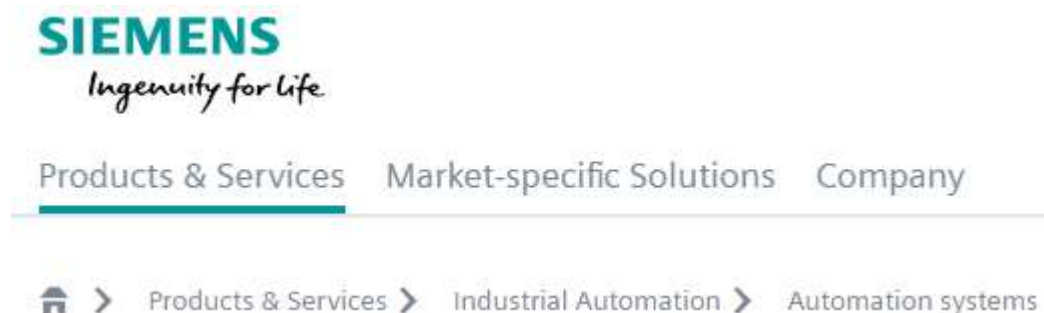 SIEMENS
Ingenuity for life
Products & Services Market-specific Solutions Company
Products & Services Industrial Automation Automation systems